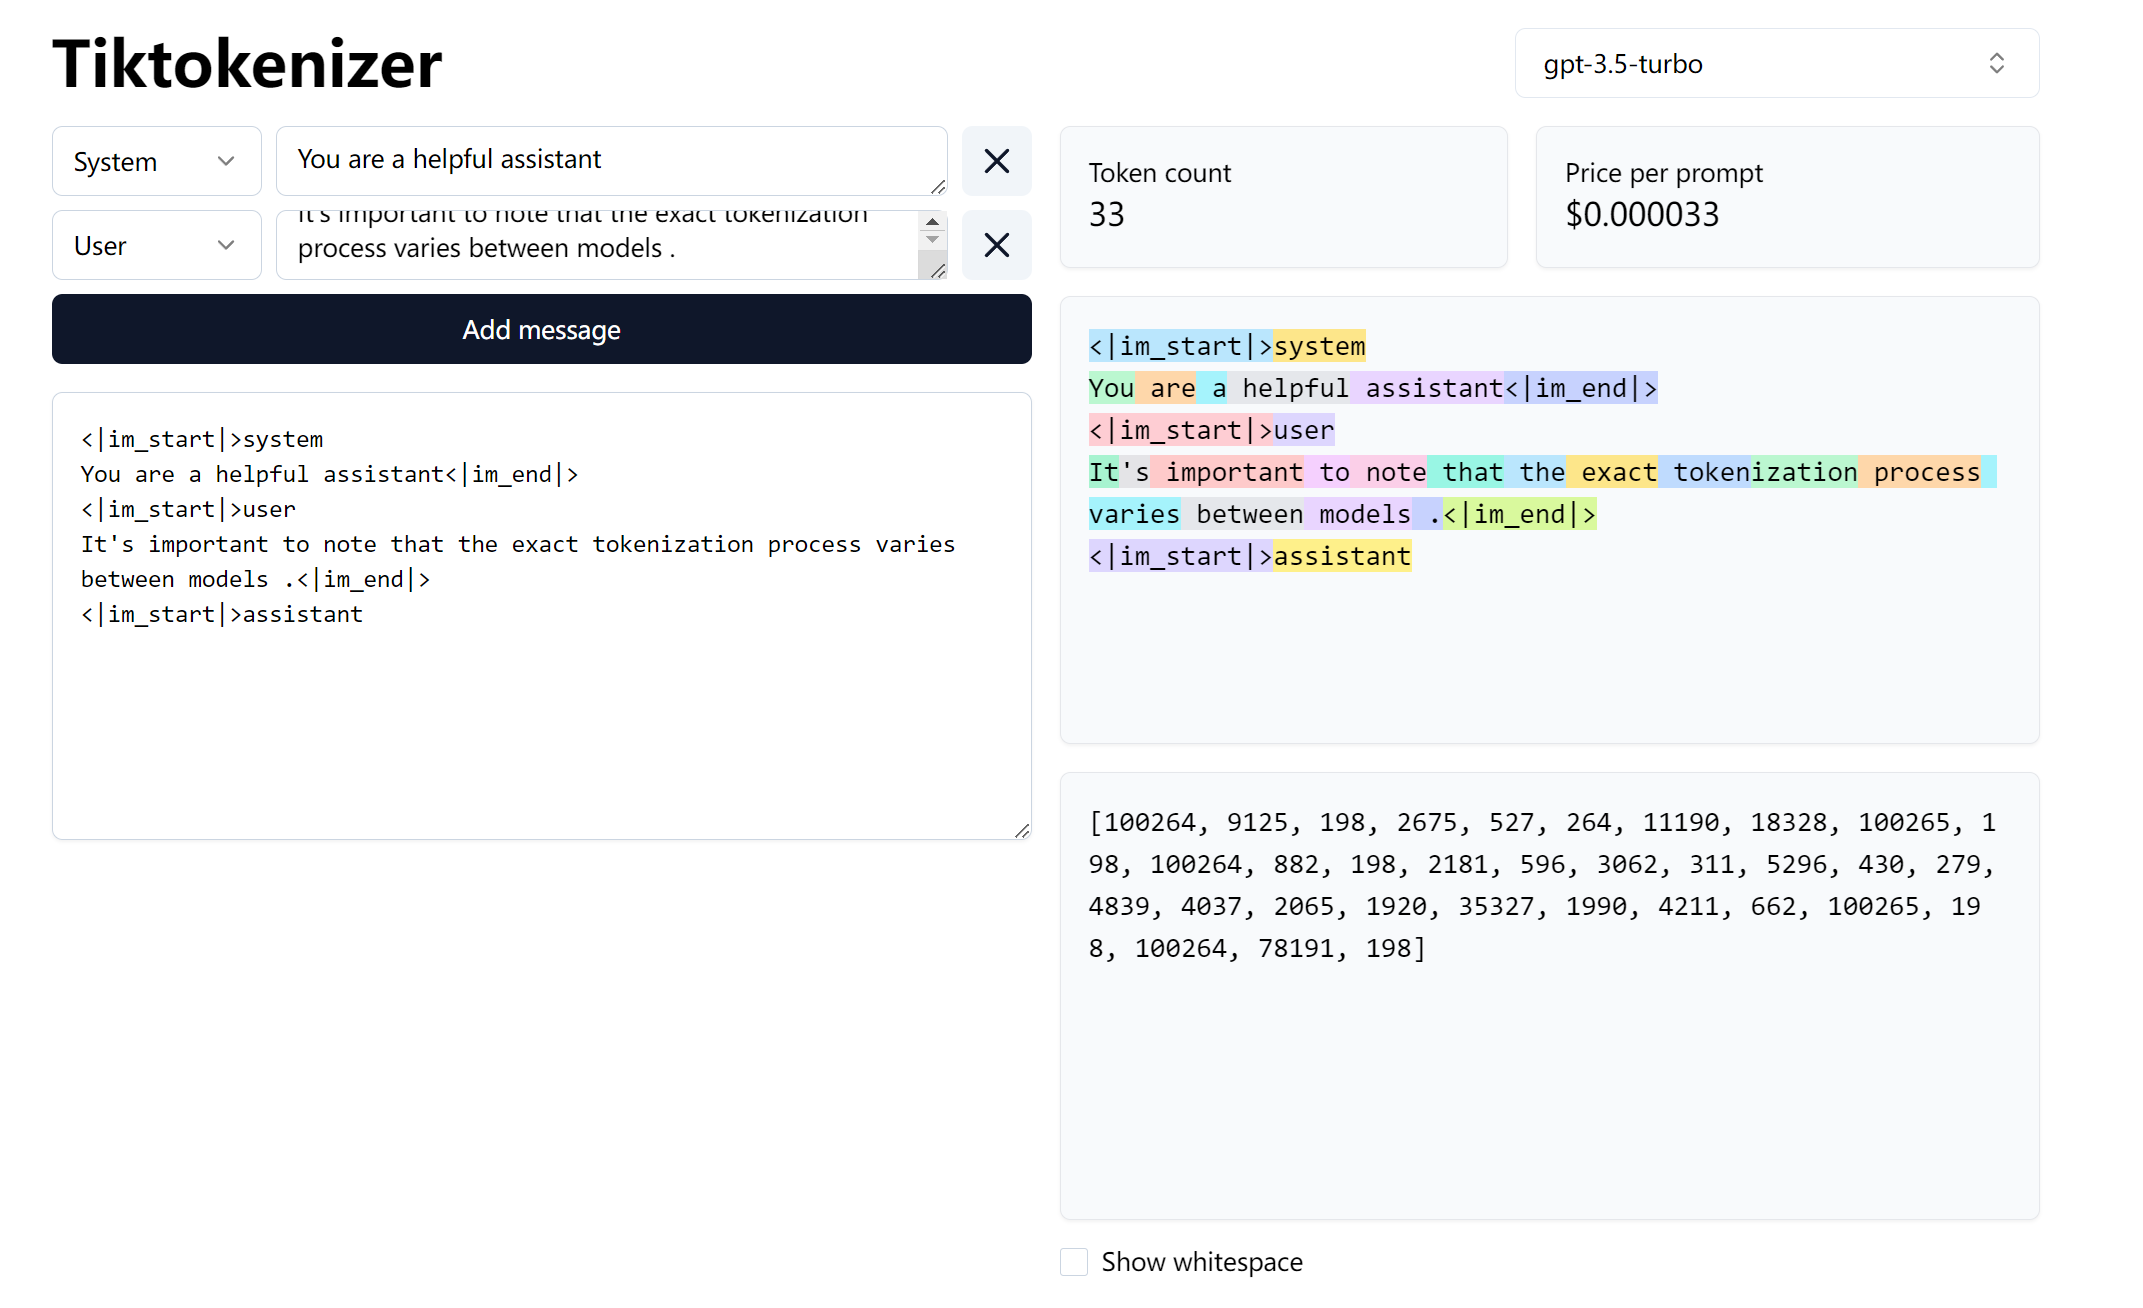 Tiktokenizer
gpt-3.5-turbo
System
You are a helpful assistant
User
It's important to note that the exact tokenization
process varies between models .
Add message
<|im_start|>system
You are a helpful assistant<|im_end|>
<|im_start|>user
It's important to note that the exact tokenization process varies
between models .<|im_end|>
<|im_start|>assistant
Token count
33
Price per prompt
$0.000033
<|im_start|>system
You are a helpful assistant<|im_end|>
<|im_start|>user
It's important to note that the exact tokenization process
varies between models .<|im_end|>
<|im_start|>assistant
[100264, 9125, 198, 2675, 527, 264, 11190, 18328, 100265, 1
98, 100264, 882, 198, 2181, 596, 3062, 311, 5296, 430, 279,
4839, 4037, 2065, 1920, 35327, 1990, 4211, 662, 100265, 19
8, 100264, 78191, 198]
Show whitespace